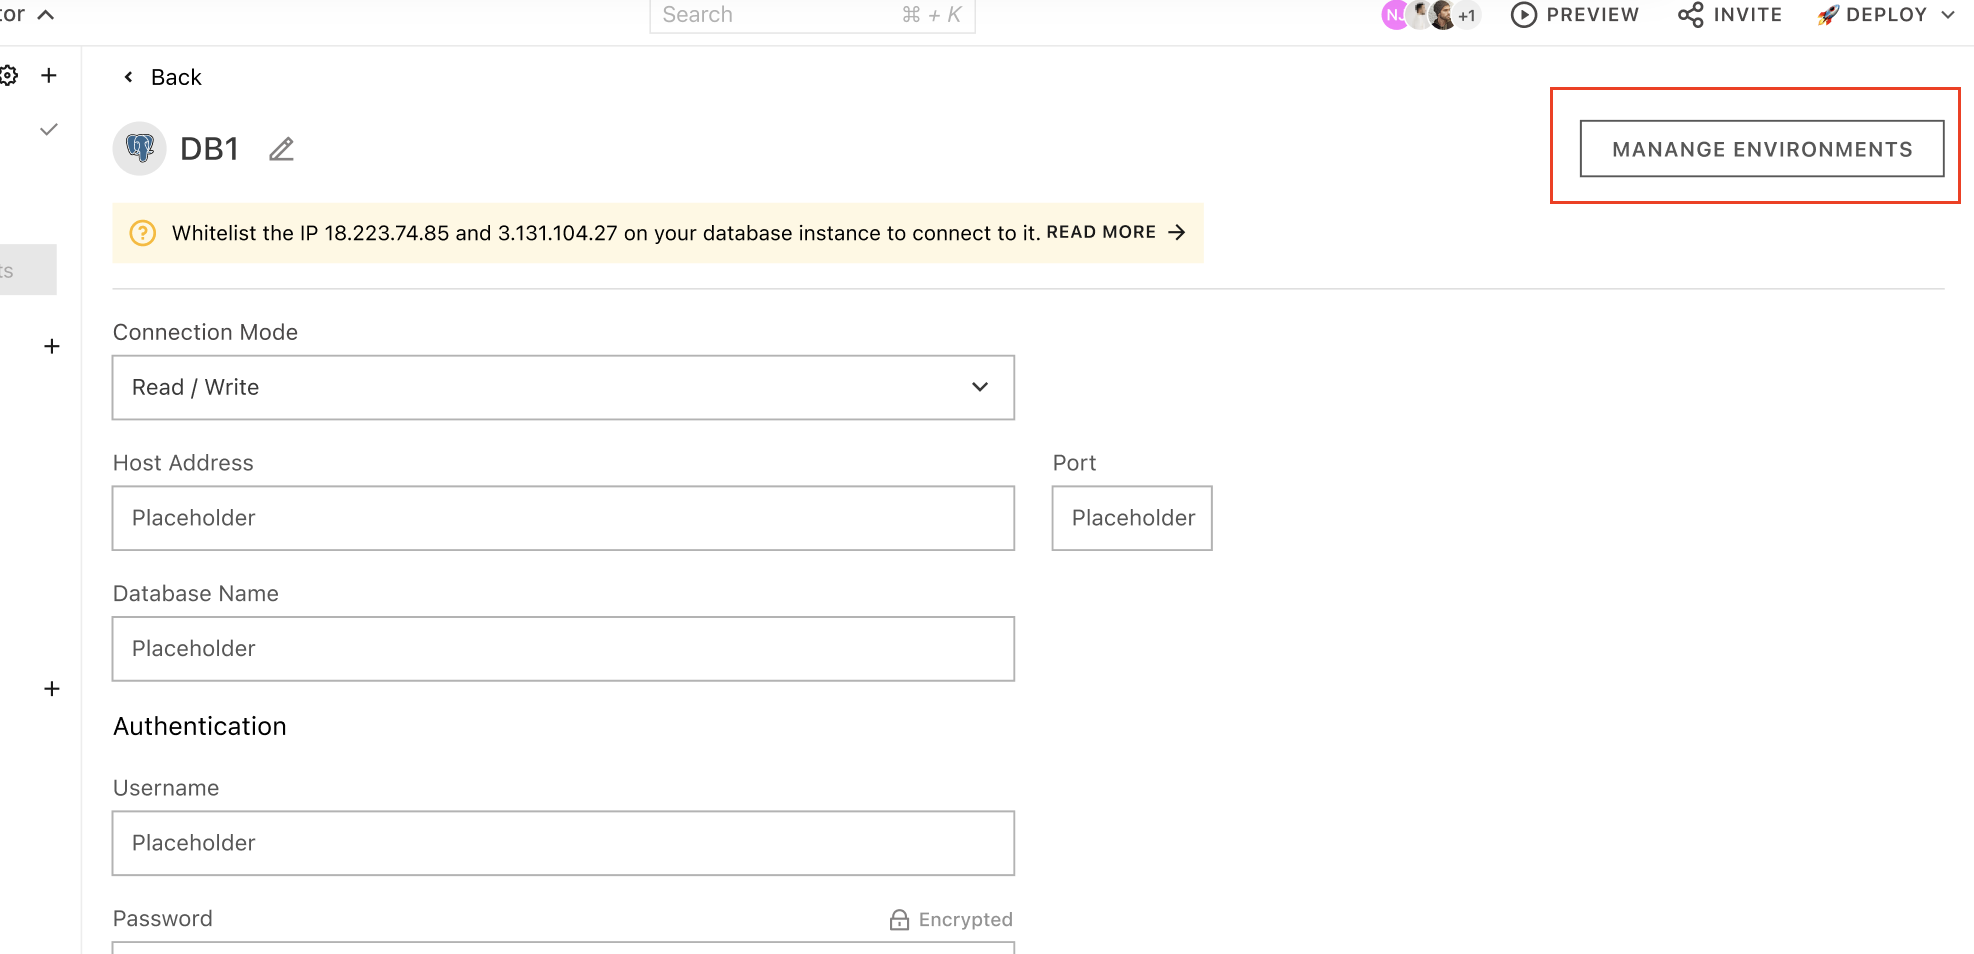 tor
Search ⌘ + K
NJ +1 PREVIEW INVITE DEPLOY
Back
DB1
MANANGE ENVIRONMENTS
Whitelist the IP 18.223.74.85 and 3.131.104.27 on your database instance to connect to it. READ MORE
ts
Connection Mode
Read / Write
Host Address Port
Placeholder Placeholder
Database Name
Placeholder
Authentication
Username
Placeholder
Password Encrypted